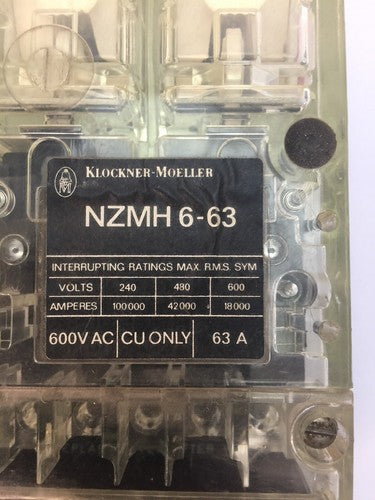 KLOCKNER-MOELLER
NZMH 6-63
INTERRUPTING RATINGS MAX. R.M.S. SYM
VOLTS 240 480 600
AMPERES 100000 42000 18000
600V AC CU ONLY 63 A